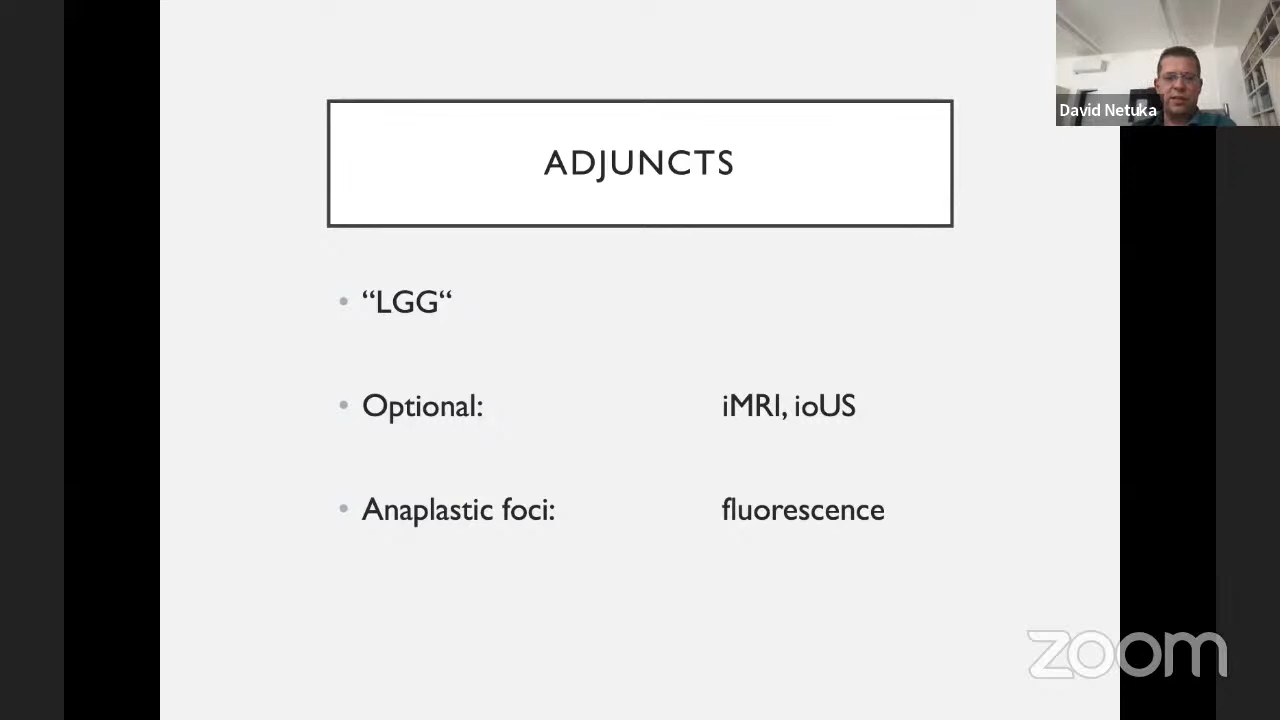 David Netuka
ADJUNCTS
• “LGG“
• Optional: iMRI, ioUS
• Anaplastic foci: fluorescence
zoom